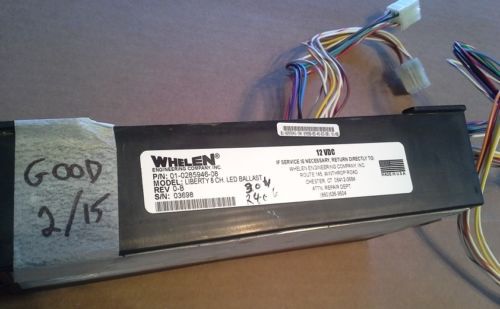 GOOD
2/15
WHELEN
ENGINEERING COMPANY INC.
P/N: 01-0285946-08
MODEL: LIBERTY 8 CH. LED BALLAST
REV 0-B
S/N: 03698
12 VDC
IF SERVICE IS NECESSARY, RETURN DIRECTLY TO:
WHELEN ENGINEERING COMPANY INC.
ROUTE 145, WINTHROP ROAD
CHESTER, CT 06412-0684
ATTN. REPAIR DEPT
(860)526-9504
MADE IN U.S.A.